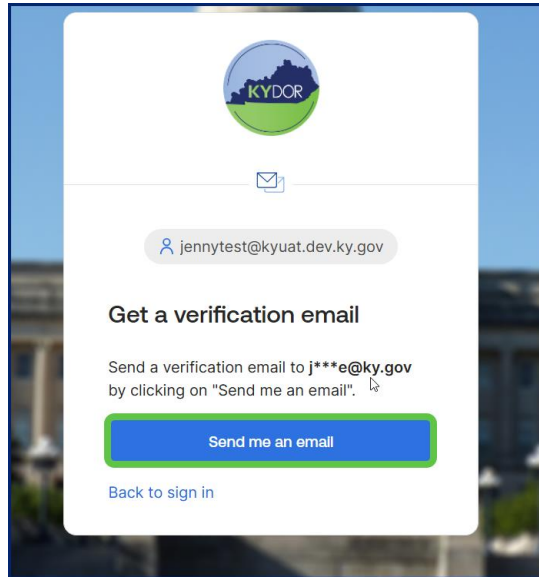 KYDOR
jennytest@kyuat.dev.ky.gov
Get a verification email
Send a verification email to j***e@ky.gov
by clicking on "Send me an email".
Send me an email
Back to sign in